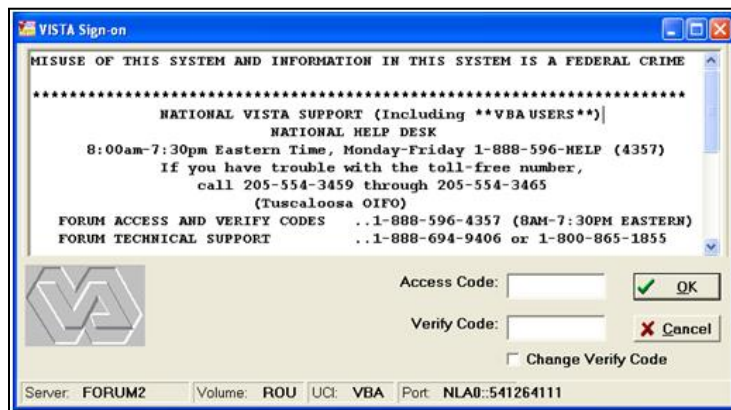 VISTA Sign-on
MISUSE OF THIS SYSTEM AND INFORMATION IN THIS SYSTEM IS A FEDERAL CRIME
***********************************************************************
NATIONAL VISTA SUPPORT (Including **VBA USERS**)
NATIONAL HELP DESK
8:00am-7:30pm Eastern Time, Monday-Friday 1-888-596-HELP (4357)
If you have trouble with the toll-free number,
call 205-554-3459 through 205-554-3465
(Tuscaloosa OIFO)
FORUM ACCESS AND VERIFY CODES ..1-888-596-4357 (8AM-7:30PM EASTERN)
FORUM TECHNICAL SUPPORT ..1-888-694-9406 or 1-800-865-1855
Access Code:
OK
Verify Code:
Cancel
Change Verify Code
Server: FORUM2 Volume: ROU UCI: VBA Port: NLA0::541264111